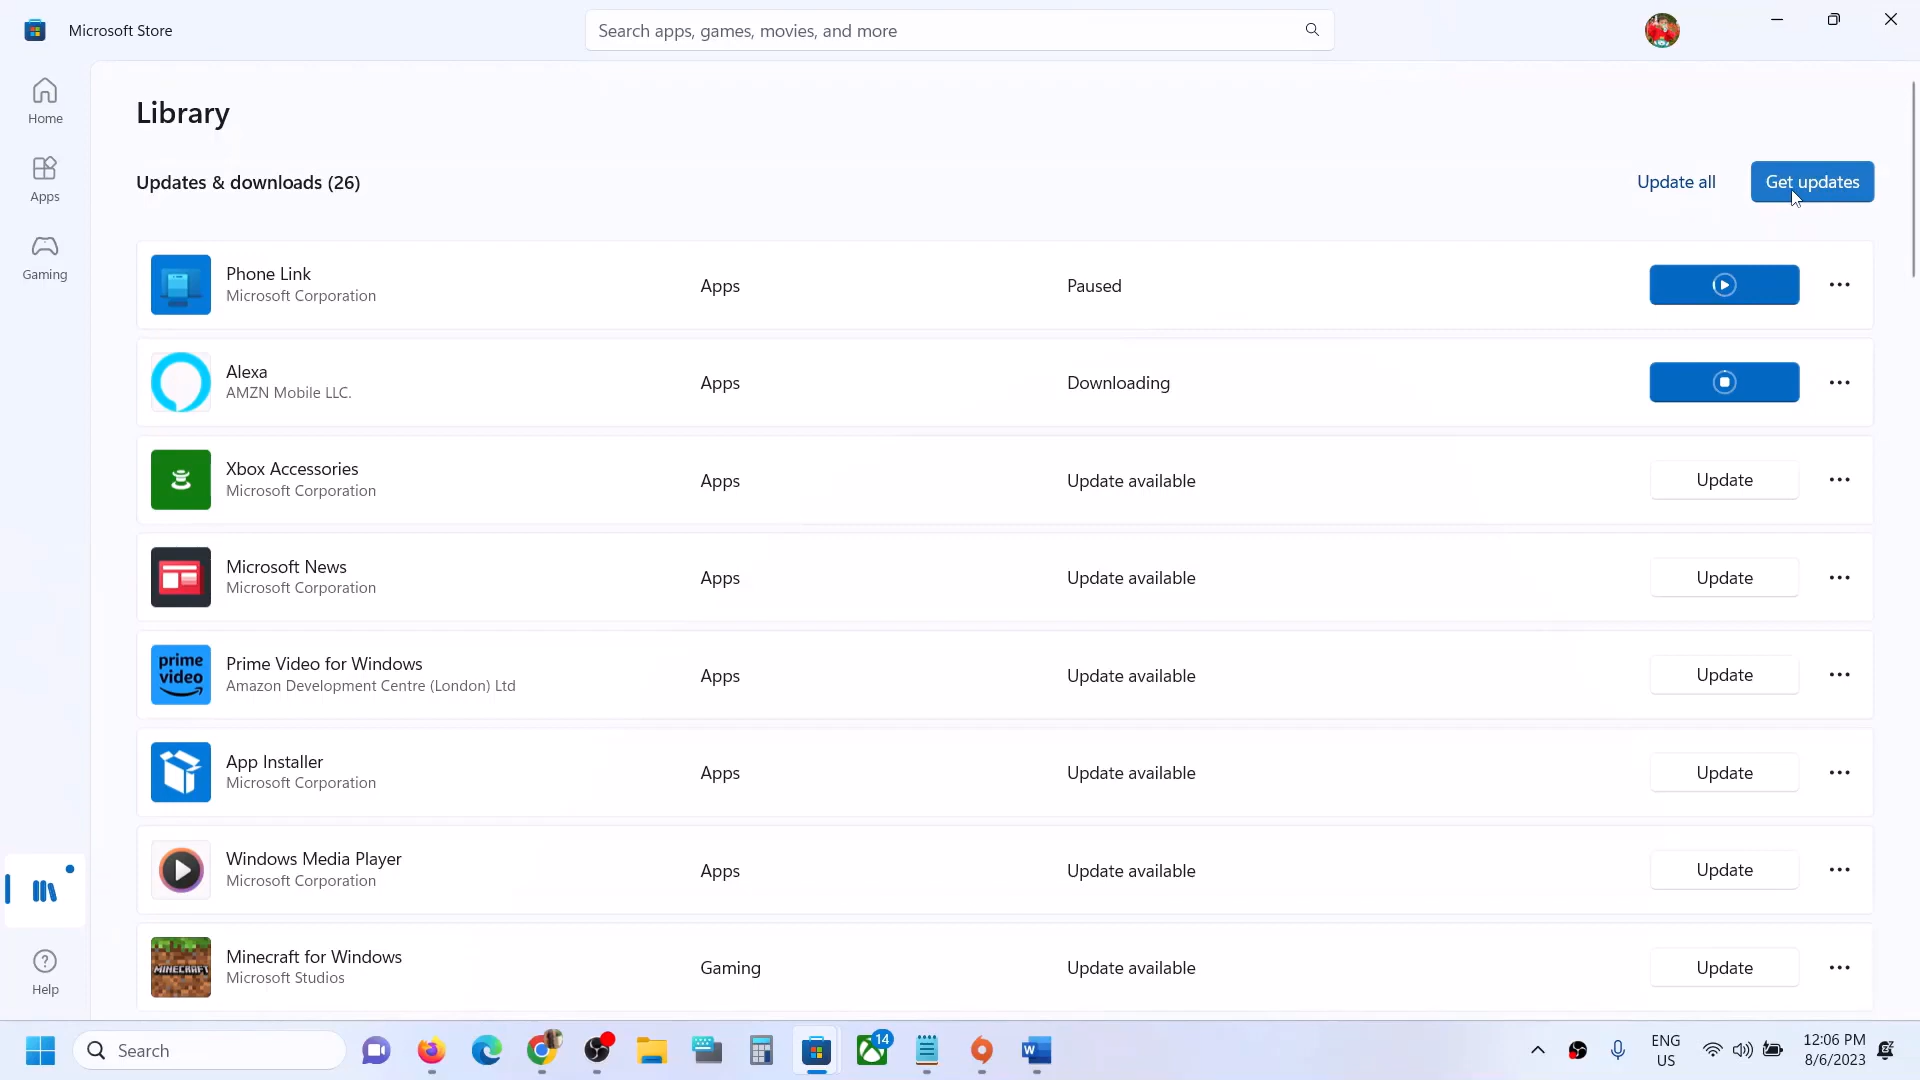 Microsoft Store
Search apps, games, movies, and more
Home
Apps
Gaming
Library
Updates & downloads (26)
Update all
Get updates
Phone Link
Microsoft Corporation
Apps
Paused
Alexa
AMZN Mobile LLC.
Apps
Downloading
Xbox Accessories
Microsoft Corporation
Apps
Update available
Update
Microsoft News
Microsoft Corporation
Apps
Update available
Update
prime
video
Prime Video for Windows
Amazon Development Centre (London) Ltd
Apps
Update available
Update
App Installer
Microsoft Corporation
Apps
Update available
Update
Windows Media Player
Microsoft Corporation
Apps
Update available
Update
MINECRAFT
Minecraft for Windows
Microsoft Studios
Gaming
Update available
Update
Help
Search
14
W
ENG
US
12:06 PM
8/6/2023